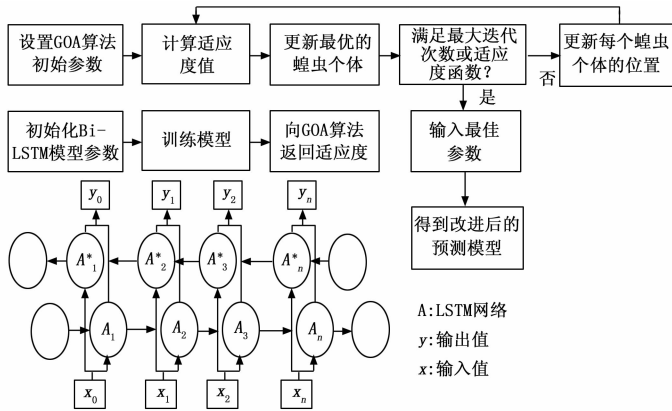 设置GOA算法
初始参数
计算适应
度值
更新最优的
蝗虫个体
满足最大迭代
次数或适应
度函数？
否
更新每个蝗虫
个体的位置
是
初始化Bi-
LSTM模型参数
训练模型
向GOA算法
返回适应度
输入最佳
参数
得到改进后的
预测模型
y₀
y₁
y₂
yₙ
A*₁
A*₂
A*₃
A*ₙ
A₁
A₂
A₃
Aₙ
x₀
x₁
x₂
xₙ
A:LSTM网络
y:输出值
x:输入值